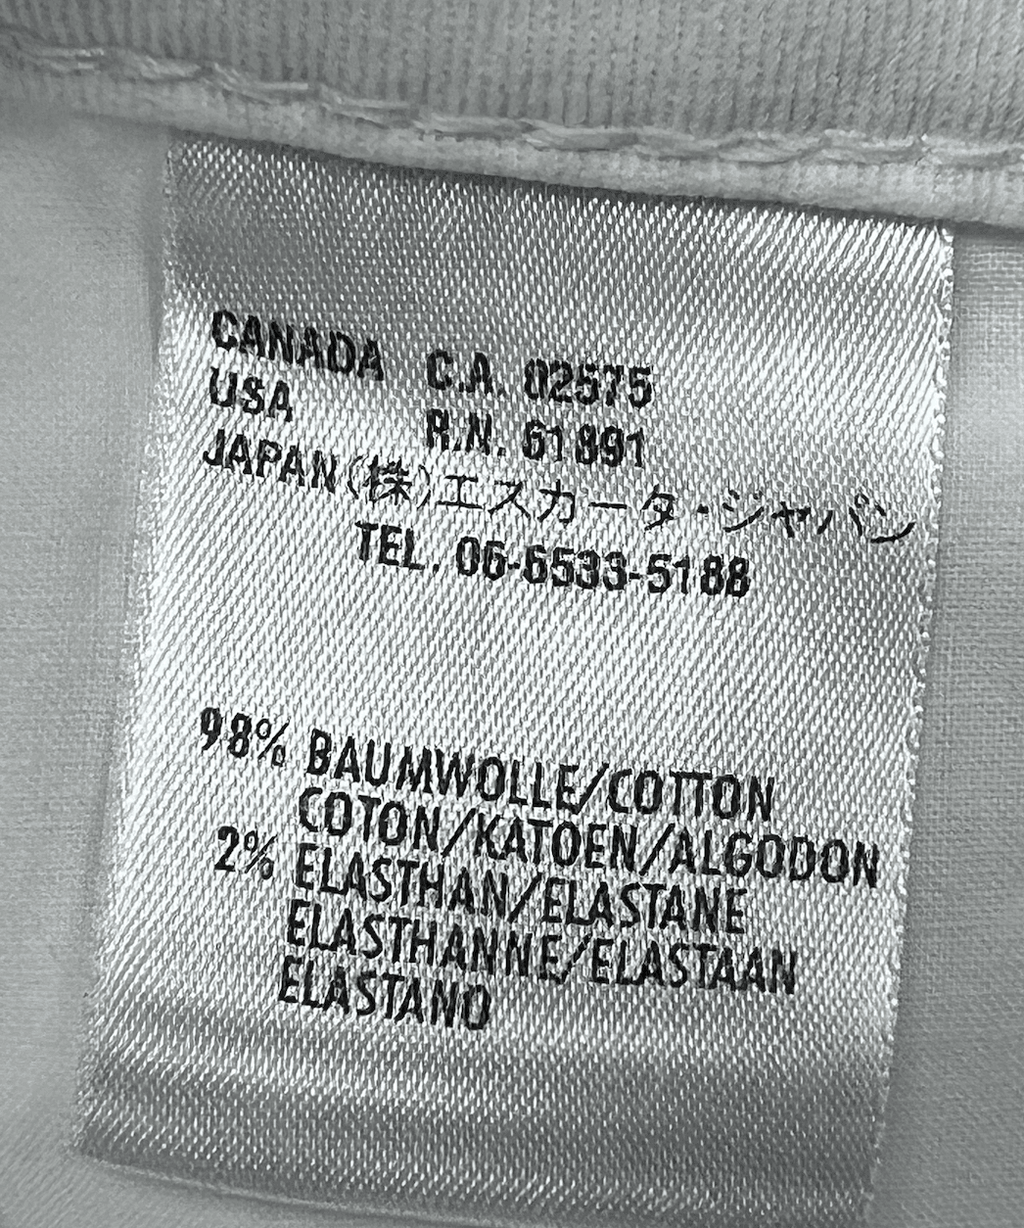 CANADA C.A. 02575
USA R.N. 61891
JAPAN(株)エスカータ・ジャパン
TEL. 06-6533-5188
98% BAUMWOLLE/COTTON
COTON/KATOEN/ALGODON
2% ELASTHAN/ELASTANE
ELASTHANNE/ELASTAAN
ELASTANO